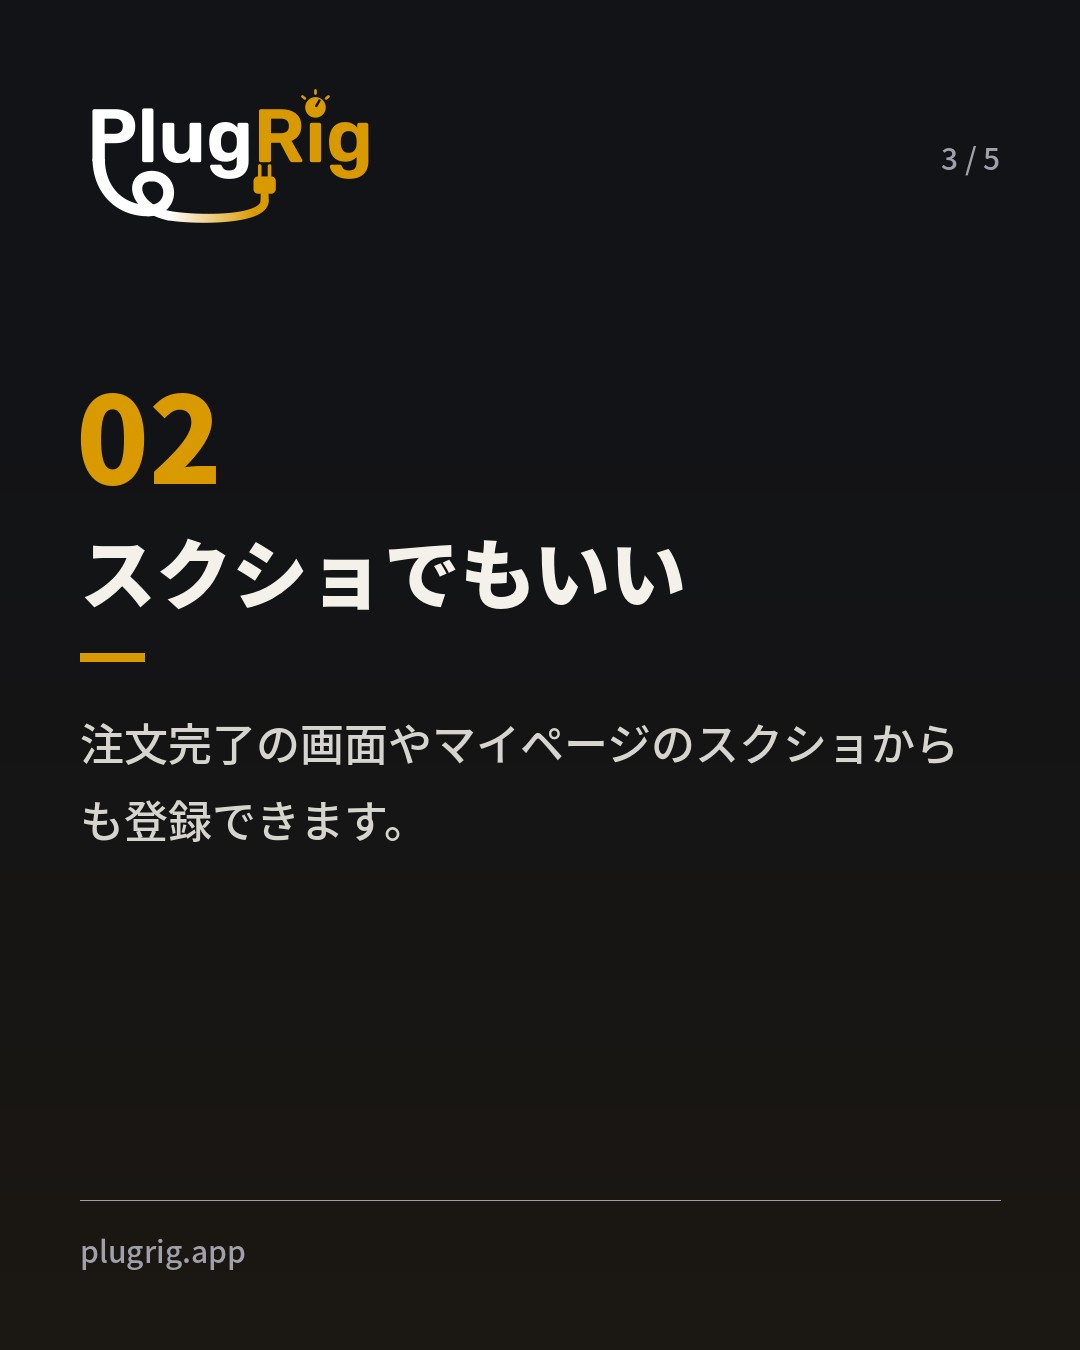 PlugRig
3 / 5
02
スクショでもいい
注文完了の画面やマイページのスクショから
も登録できます。
plugrig.app